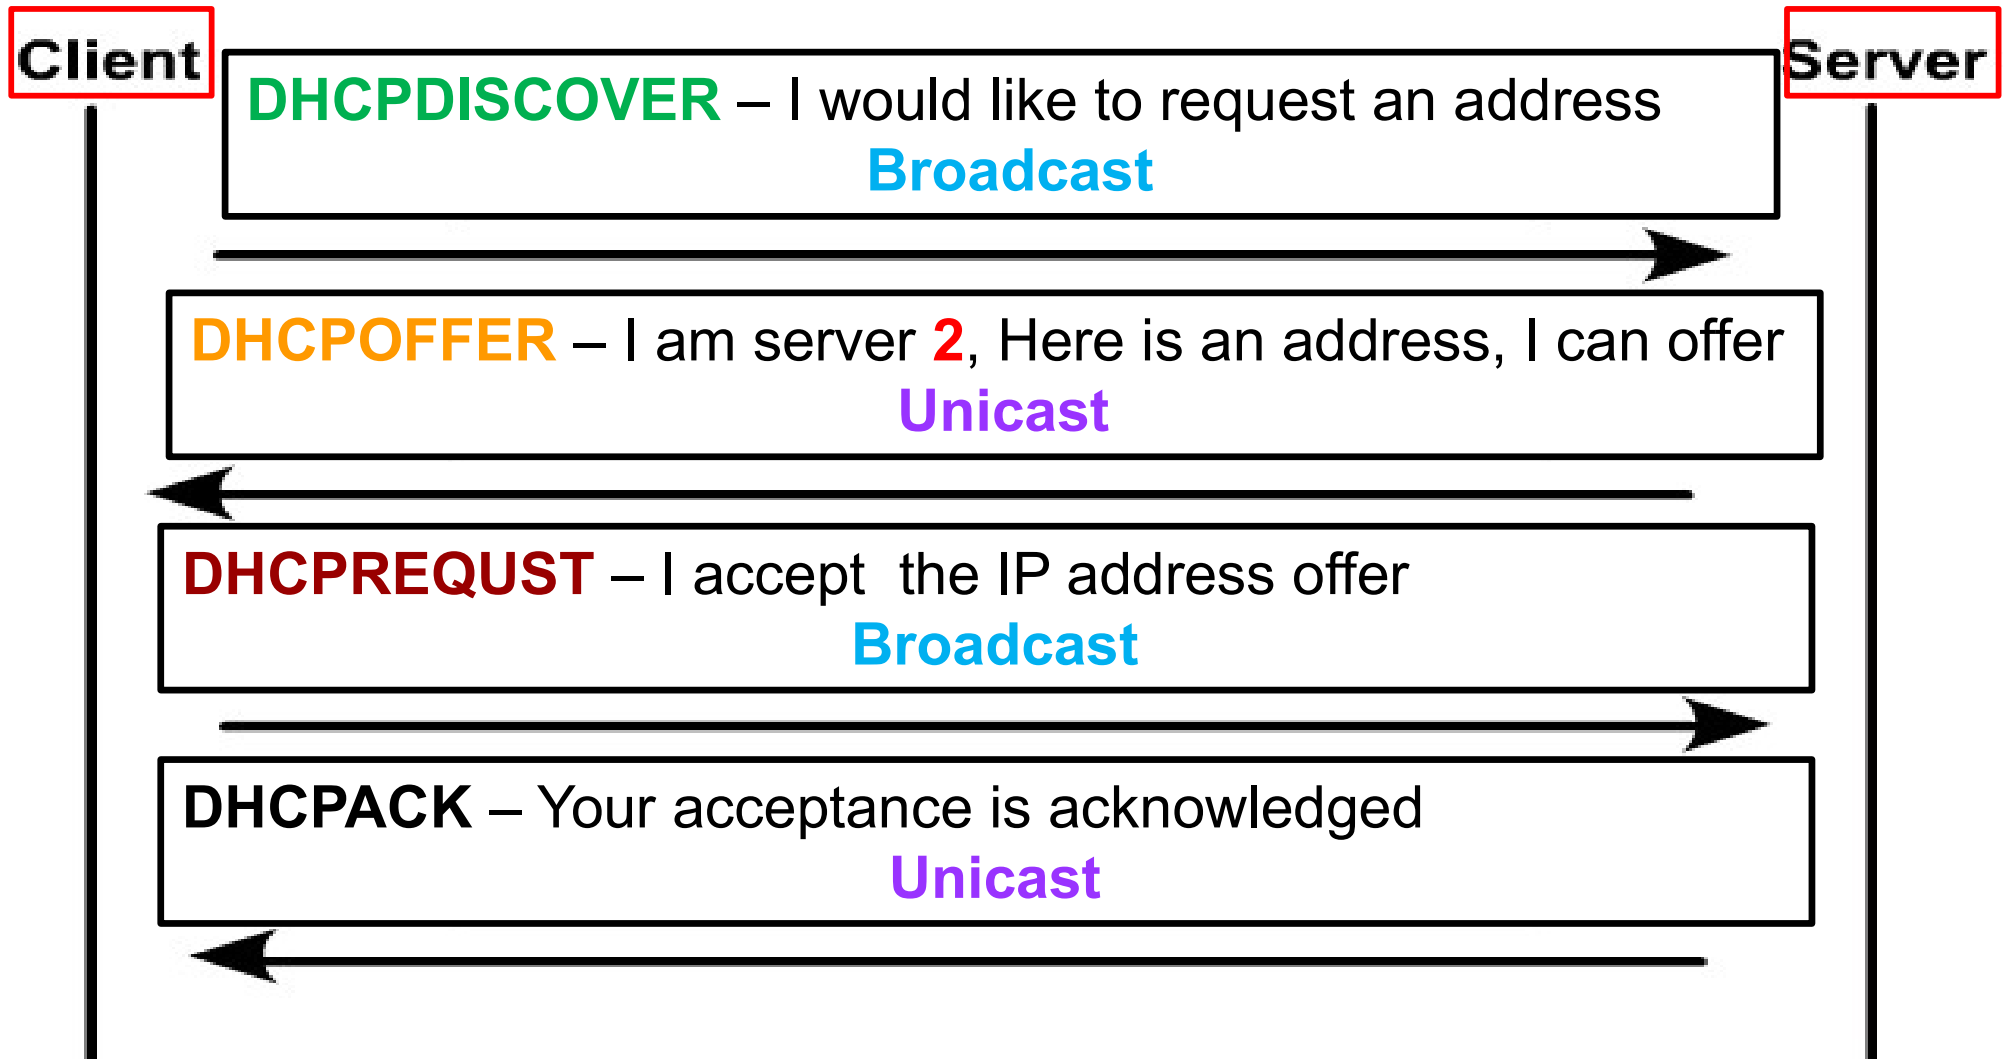 Client
Server
DHCPDISCOVER – I would like to request an address
Broadcast
DHCPOFFER – I am server 2, Here is an address, I can offer
Unicast
DHCPREQUST – I accept  the IP address offer
Broadcast
DHCPACK – Your acceptance is acknowledged
Unicast